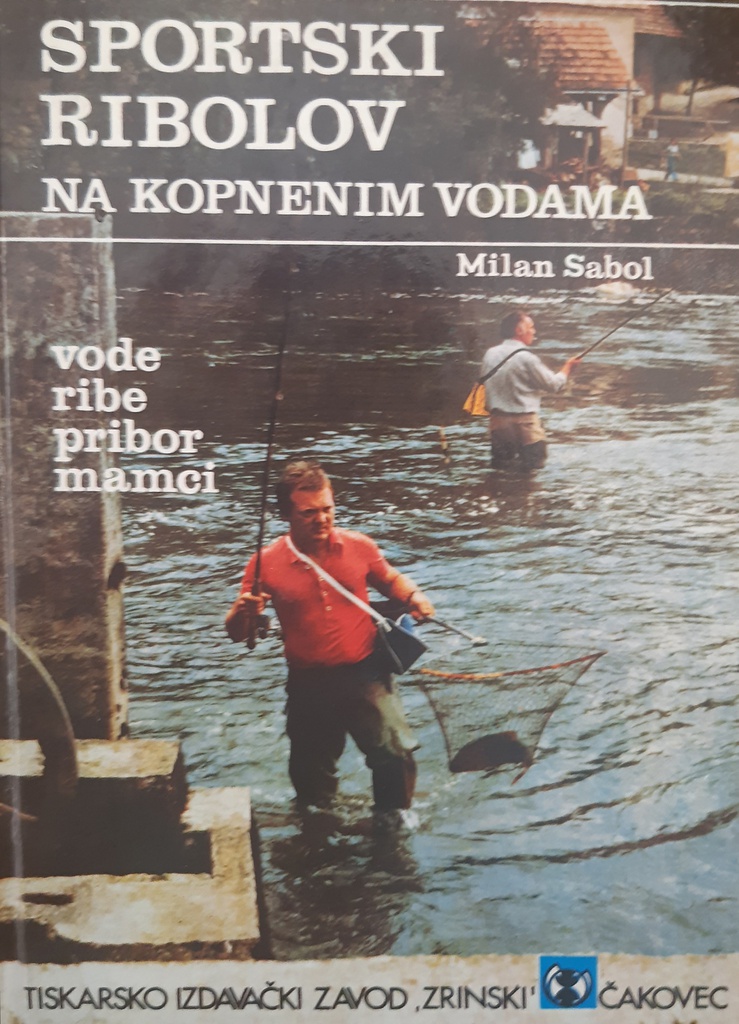 SPORTSKI
RIBOLOV
NA KOPNENIM VODAMA
Milan Sabol
vode
ribe
pribor
mamci
TISKARSKO IZDAVAČKI ZAVOD ‚ZRINSKI' ČAKOVEC